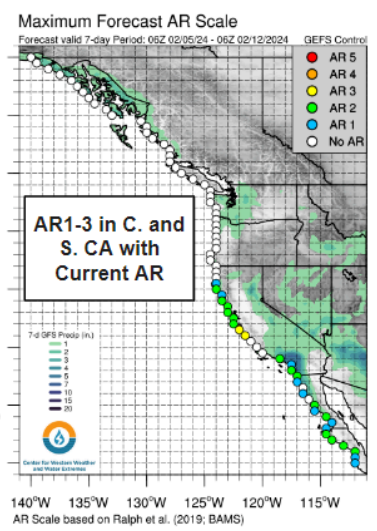 Maximum Forecast AR Scale
Forecast valid 7-day Period: 06Z 02/05/24 - 06Z 02/12/2024 GEFS Control
AR 5
AR 4
AR 3
AR 2
AR 1
No AR
AR1-3 in C. and
S. CA with
Current AR
7-d GFS Precip (in.)
1
2
3
4
5
7
10
15
20
Center for Western Weather
and Water Extremes
140°W 135°W 130°W 125°W 120°W 115°W
AR Scale based on Ralph et al. (2019; BAMS)